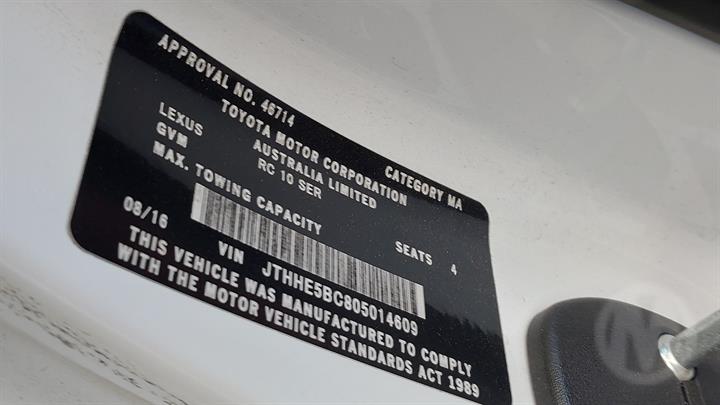 APPROVAL NO. 46714 CATEGORY MA
TOYOTA MOTOR CORPORATION
LEXUS AUSTRALIA LIMITED
GVM RC 10 SER
MAX. TOWING CAPACITY SEATS 4
08/16
VIN JTHHE5BC805014609
THIS VEHICLE WAS MANUFACTURED TO COMPLY
WITH THE MOTOR VEHICLE STANDARDS ACT 1989